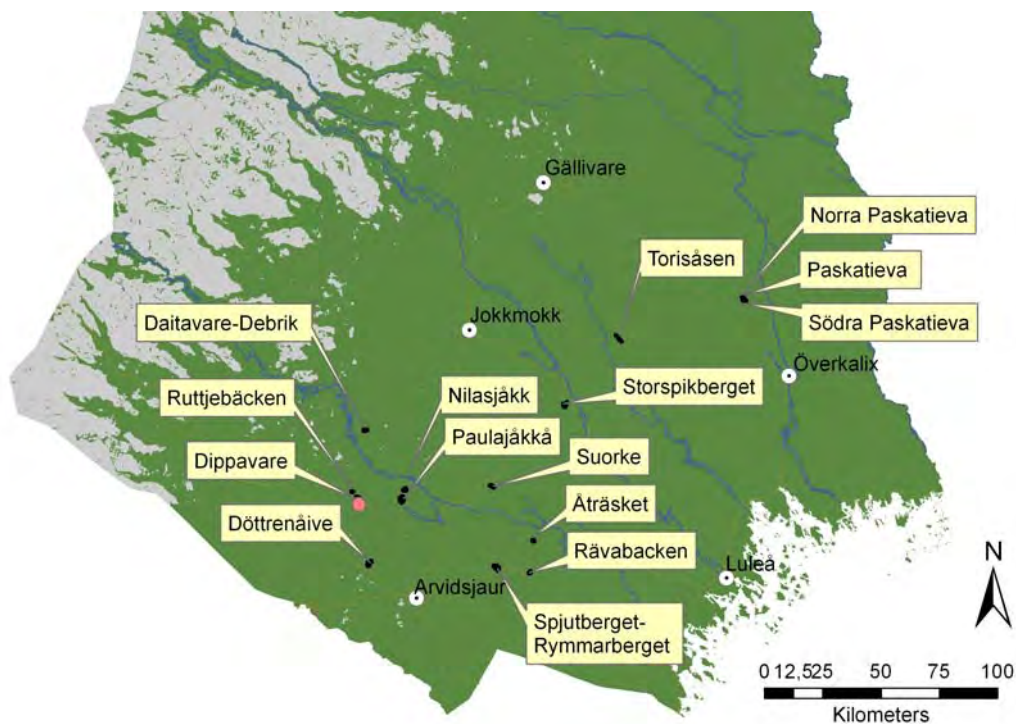 Gällivare
Norra Paskatieva
Torisåsen
Paskatieva
Daitavare-Debrik
Jokkmokk
Södra Paskatieva
Överkalix
Ruttjebäcken
Nilasjåkk
Storspikberget
Paulajåkkå
Dippavare
Suorke
Döttrenåive
Åträsket
Rävabacken
Luleå
Arvidsjaur
Spjutberget-
Rymmarberget
N
0 12,525 50 75 100
Kilometers